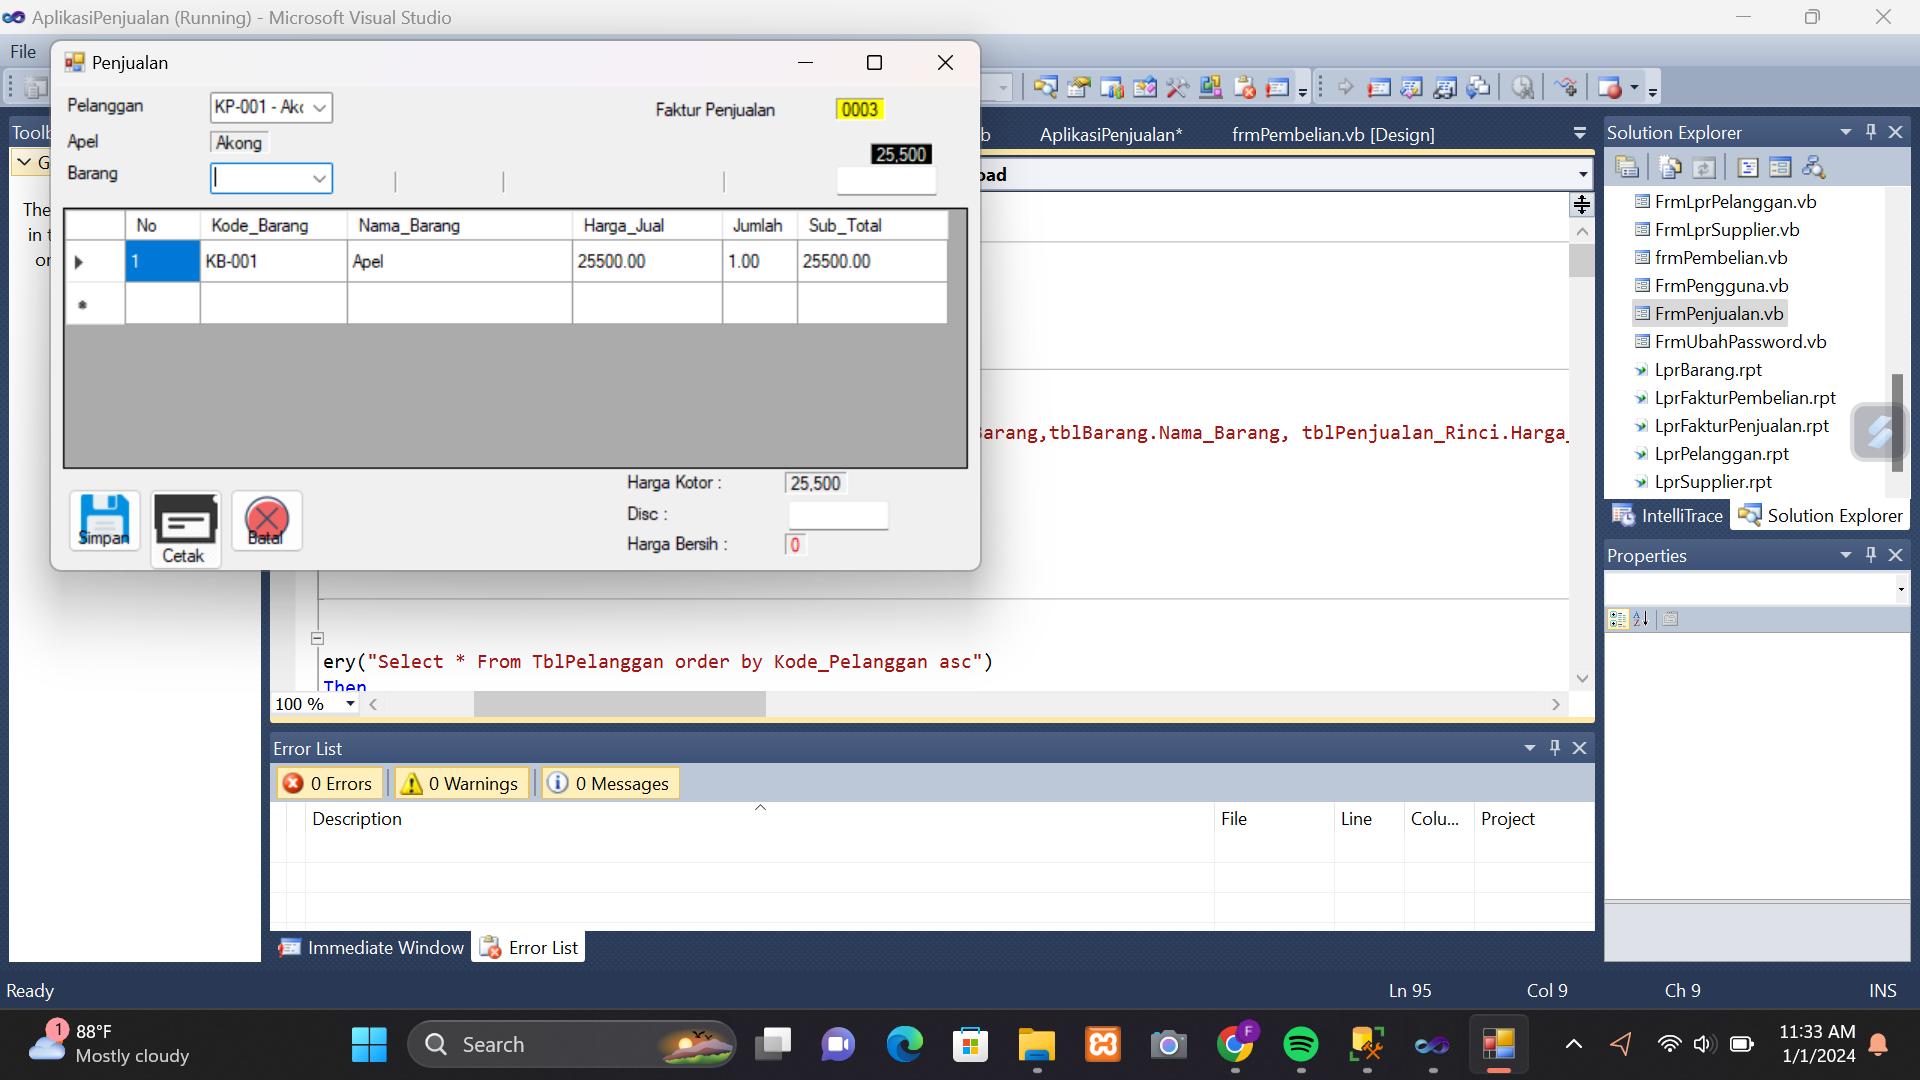 AplikasiPenjualan (Running) - Microsoft Visual Studio
File
Penjualan
Pelanggan
KP-001 - Ak
Faktur Penjualan
0003
Apel
Akong
25,500
Barang
No Kode_Barang Nama_Barang Harga_Jual Jumlah Sub_Total
1 KB-001 Apel 25500.00 1.00 25500.00
*
Harga Kotor : 25,500
Disc :
Harga Bersih : 0
Simpan
Cetak
Batal
Toolb
G
The
in t
or
b
AplikasiPenjualan*
frmPembelian.vb [Design]
oad
Barang,tblBarang.Nama_Barang, tblPenjualan_Rinci.Harga_
ery("Select * From TblPelanggan order by Kode_Pelanggan asc")
Then
100 %
Error List
0 Errors
0 Warnings
0 Messages
Description File Line Colu... Project
Immediate Window
Error List
Solution Explorer
FrmLprPelanggan.vb
FrmLprSupplier.vb
frmPembelian.vb
FrmPengguna.vb
FrmPenjualan.vb
FrmUbahPassword.vb
LprBarang.rpt
LprFakturPembelian.rpt
LprFakturPenjualan.rpt
LprPelanggan.rpt
LprSupplier.rpt
IntelliTrace
Solution Explorer
Properties
Ready
Ln 95
Col 9
Ch 9
INS
1
88°F
Mostly cloudy
Search
F
11:33 AM
1/1/2024